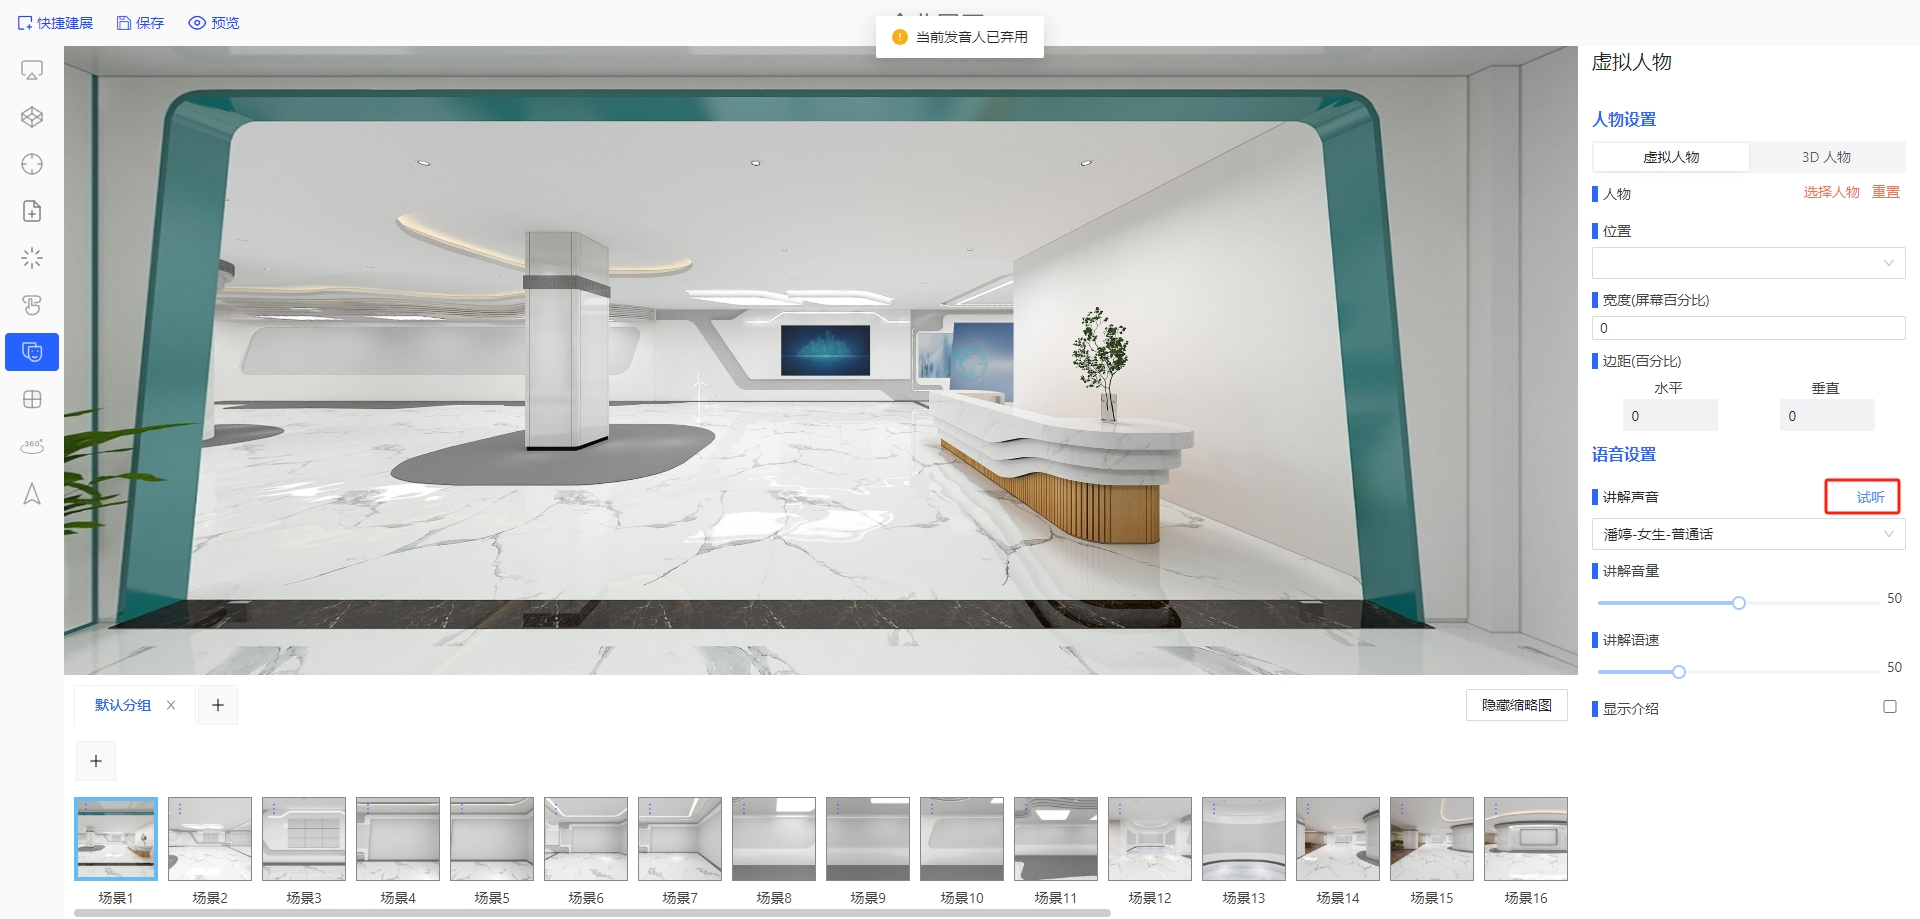 快捷建展 保存 预览
当前发音人已弃用
虚拟人物
人物设置
虚拟人物 3D 人物
人物 选择人物 重置
位置
宽度(屏幕百分比)
0
边距(百分比)
水平 垂直
0 0
语音设置
讲解声音 试听
潘婷-女生-普通话
讲解音量
50
讲解语速
50
显示介绍
360°
默认分组 隐藏缩略图
场景1 场景2 场景3 场景4 场景5 场景6 场景7 场景8 场景9 场景10 场景11 场景12 场景13 场景14 场景15 场景16